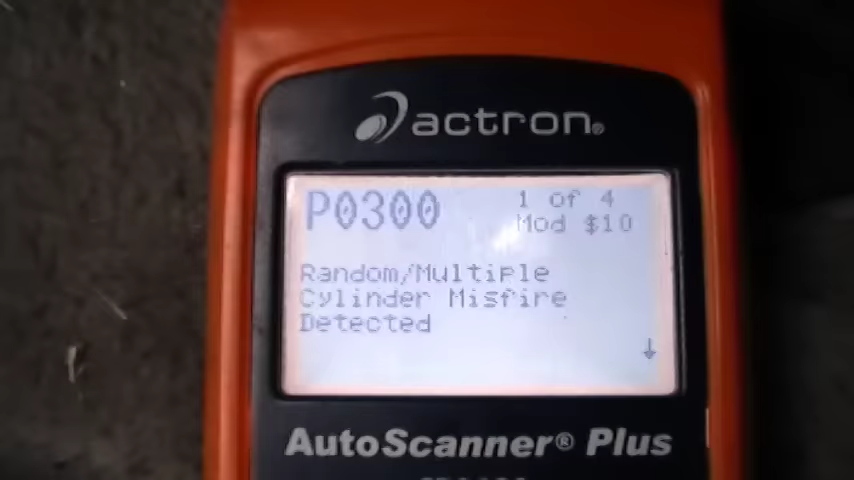 actron®
P0300 1 of 4
Mod $10
Random/Multiple
Cylinder Misfire
Detected
AutoScanner® Plus